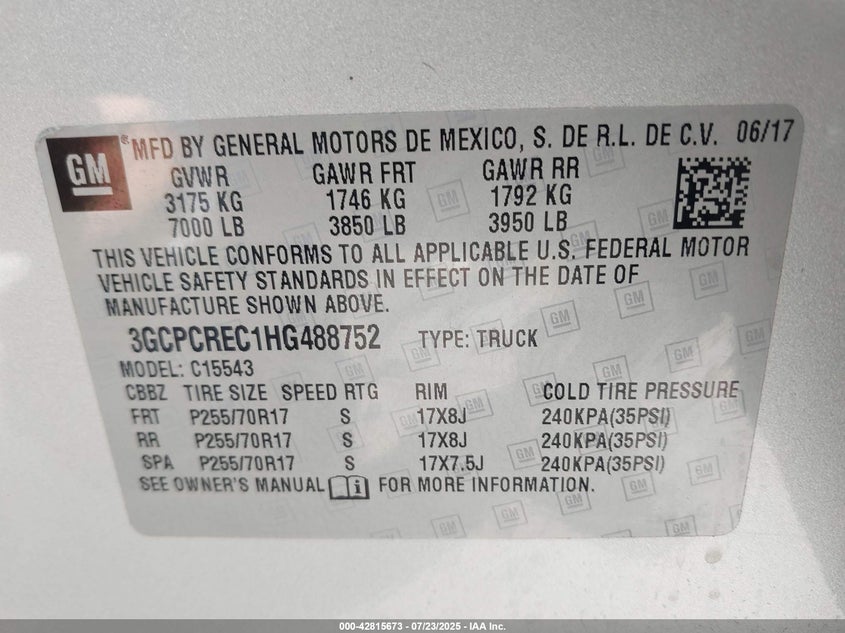 GM ® MFD BY GENERAL MOTORS DE MEXICO, S. DE R.L. DE C.V. 06/17
GVWR GAWR FRT GAWR RR
3175 KG 1746 KG 1792 KG
7000 LB 3850 LB 3950 LB
THIS VEHICLE CONFORMS TO ALL APPLICABLE U.S. FEDERAL MOTOR
VEHICLE SAFETY STANDARDS IN EFFECT ON THE DATE OF
MANUFACTURE SHOWN ABOVE.
3GCPCREC1HG488752 TYPE: TRUCK
MODEL: C15543
CBBZ TIRE SIZE SPEED RTG RIM COLD TIRE PRESSURE
FRT P255/70R17 S 17X8J 240KPA(35PSI)
RR P255/70R17 S 17X8J 240KPA(35PSI)
SPA P255/70R17 S 17X7.5J 240KPA(35PSI)
SEE OWNER'S MANUAL i FOR MORE INFORMATION.
000-42815673 - 07/23/2025 - IAA Inc.